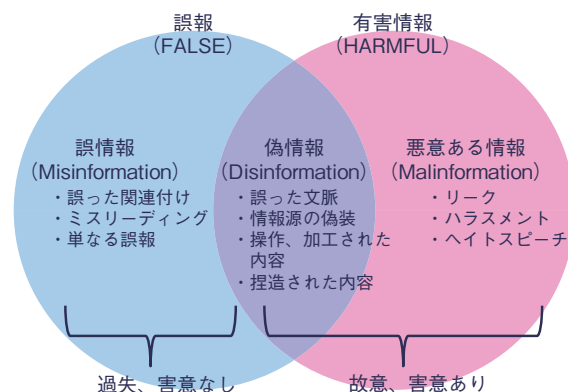 誤報
(FALSE)
有害情報
(HARMFUL)
誤情報
(Misinformation)
・誤った関連付け
・ミスリーディング
・単なる誤報
偽情報
(Disinformation)
・誤った文脈
・情報源の偽装
・操作、加工された
内容
・捏造された内容
悪意ある情報
(Malinformation)
・リーク
・ハラスメント
・ヘイトスピーチ
過失、害意なし
故意、害意あり